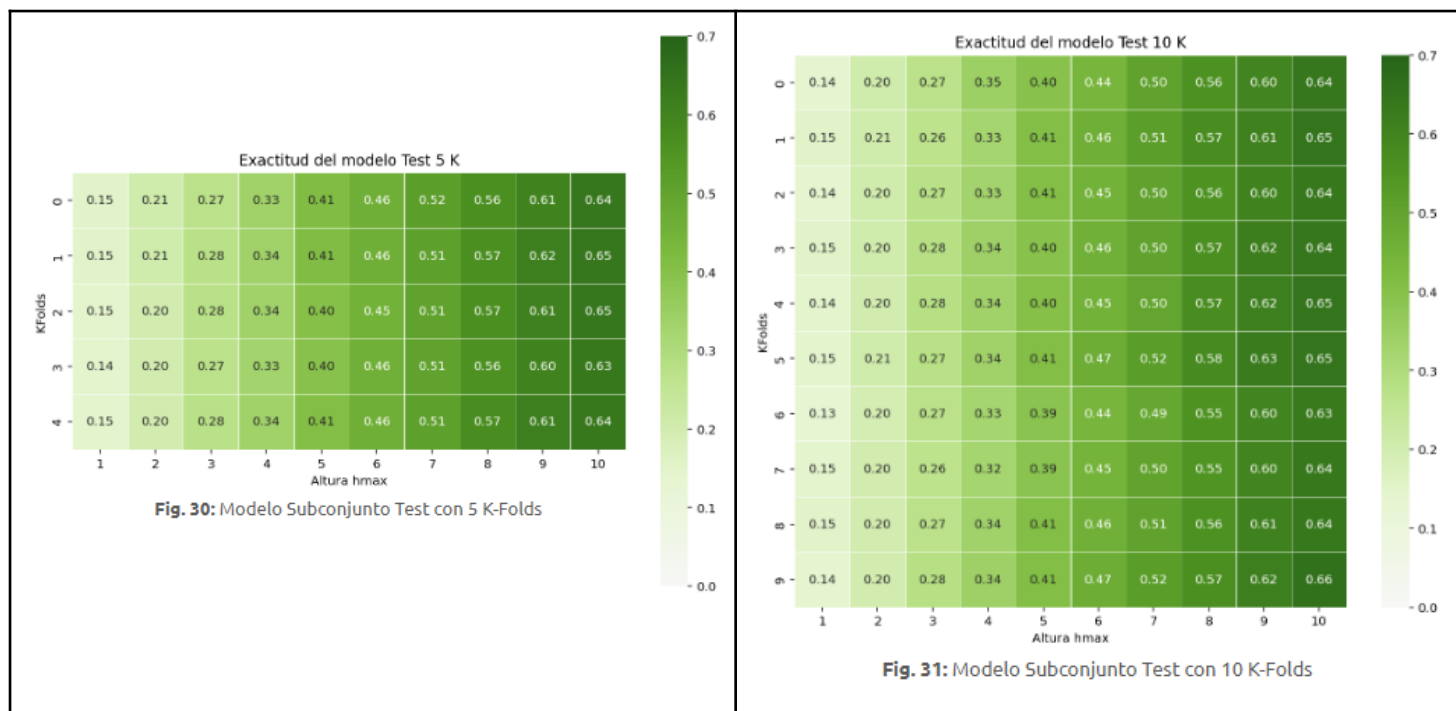 Exactitud del modelo Test 5 K
0 0.15 0.21 0.27 0.33 0.41 0.46 0.52 0.56 0.61 0.64
1 0.15 0.21 0.28 0.34 0.41 0.46 0.51 0.57 0.62 0.65
2 0.15 0.20 0.28 0.34 0.40 0.45 0.51 0.57 0.61 0.65
3 0.14 0.20 0.27 0.33 0.40 0.46 0.51 0.56 0.60 0.63
4 0.15 0.20 0.28 0.34 0.41 0.46 0.51 0.57 0.61 0.64
KFolds
1 2 3 4 5 6 7 8 9 10
Altura hmax
0.7
0.6
0.5
0.4
0.3
0.2
0.1
0.0
Fig. 30: Modelo Subconjunto Test con 5 K-Folds
Exactitud del modelo Test 10 K
0 0.14 0.20 0.27 0.35 0.40 0.44 0.50 0.56 0.60 0.64
1 0.15 0.21 0.26 0.33 0.41 0.46 0.51 0.57 0.61 0.65
2 0.14 0.20 0.27 0.33 0.41 0.45 0.50 0.56 0.60 0.64
3 0.15 0.20 0.28 0.34 0.40 0.46 0.50 0.57 0.62 0.64
4 0.14 0.20 0.28 0.34 0.40 0.45 0.50 0.57 0.62 0.65
5 0.15 0.21 0.27 0.34 0.41 0.47 0.52 0.58 0.63 0.65
6 0.13 0.20 0.27 0.33 0.39 0.44 0.49 0.55 0.60 0.63
7 0.15 0.20 0.26 0.32 0.39 0.45 0.50 0.55 0.60 0.64
8 0.15 0.20 0.27 0.34 0.41 0.46 0.51 0.56 0.61 0.64
9 0.14 0.20 0.28 0.34 0.41 0.47 0.52 0.57 0.62 0.66
KFolds
1 2 3 4 5 6 7 8 9 10
Altura hmax
0.7
0.6
0.5
0.4
0.3
0.2
0.1
0.0
Fig. 31: Modelo Subconjunto Test con 10 K-Folds